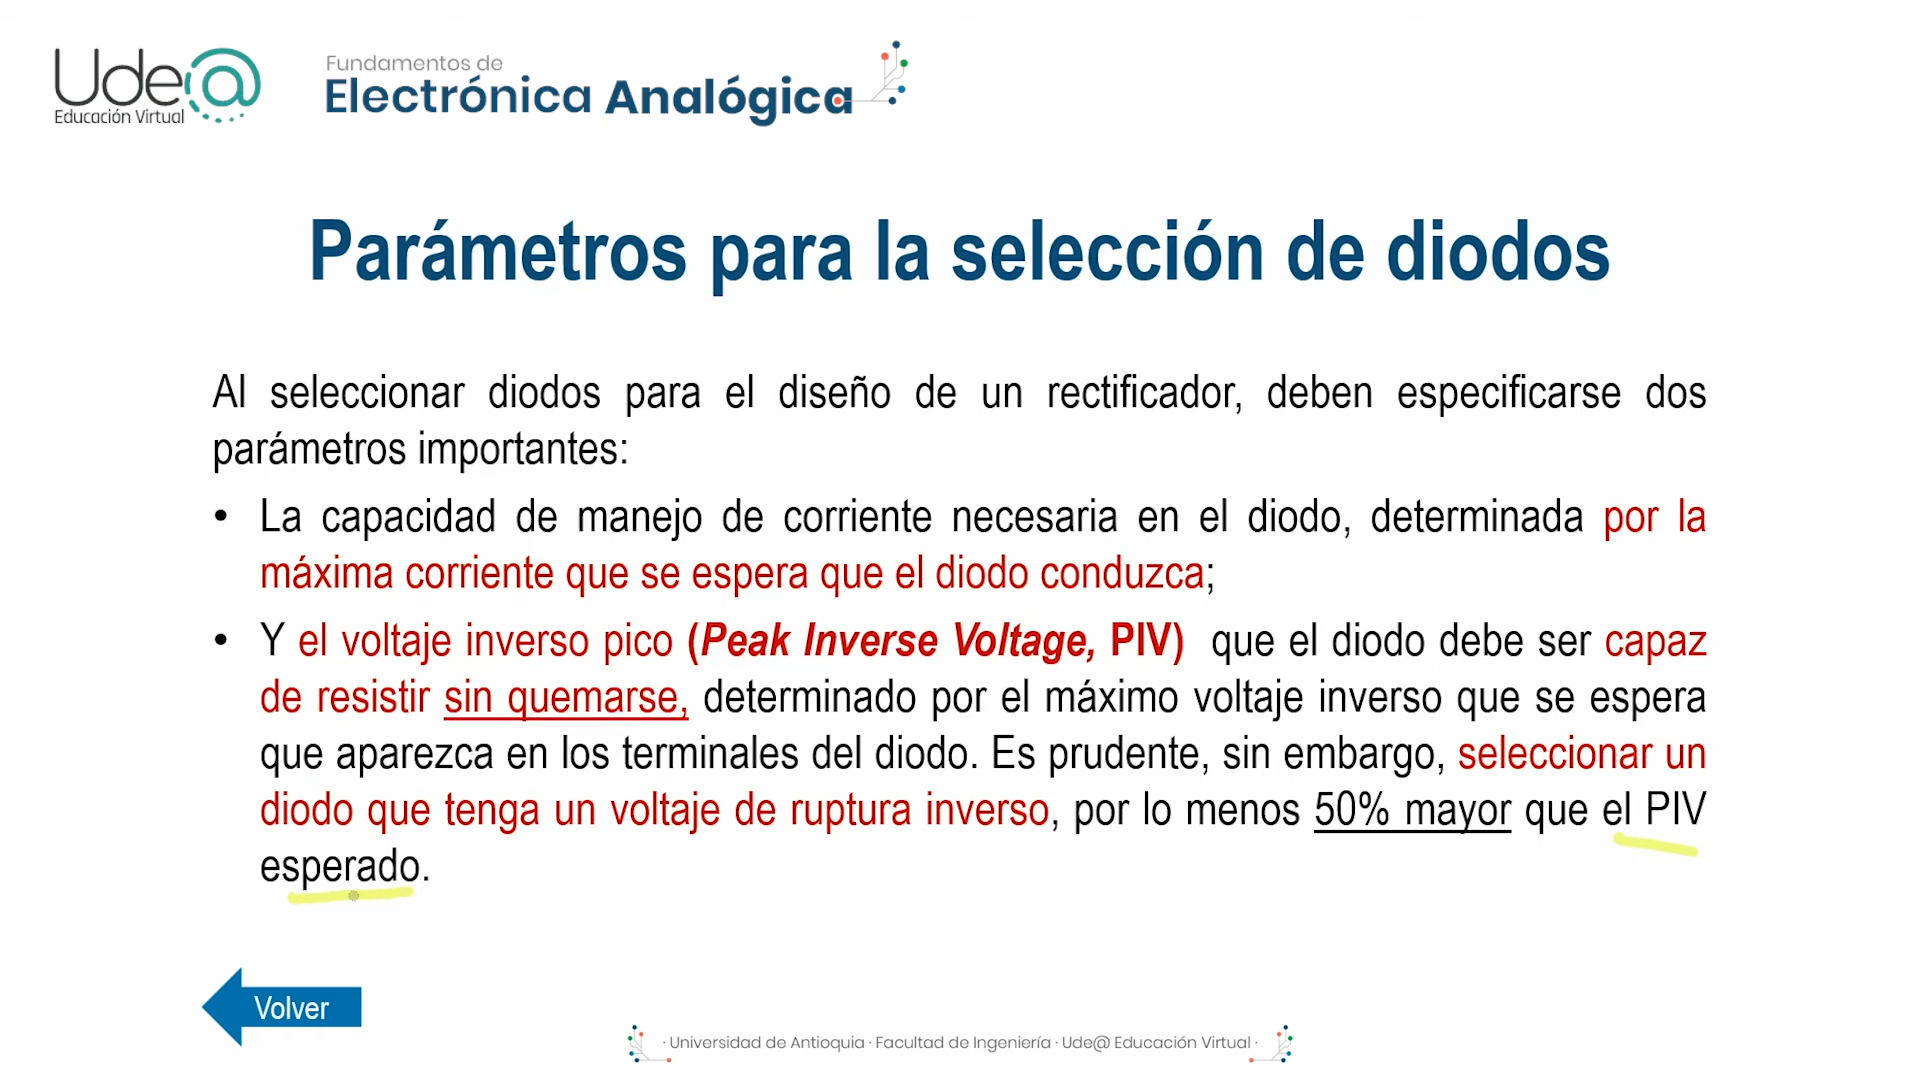 Ude@
Educación Virtual
Fundamentos de
Electrónica Analógica
Parámetros para la selección de diodos
Al seleccionar diodos para el diseño de un rectificador, deben especificarse dos
parámetros importantes:
• La capacidad de manejo de corriente necesaria en el diodo, determinada por la
máxima corriente que se espera que el diodo conduzca;
• Y el voltaje inverso pico (Peak Inverse Voltage, PIV) que el diodo debe ser capaz
de resistir sin quemarse, determinado por el máximo voltaje inverso que se espera
que aparezca en los terminales del diodo. Es prudente, sin embargo, seleccionar un
diodo que tenga un voltaje de ruptura inverso, por lo menos 50% mayor que el PIV
esperado.
Volver
· Universidad de Antioquia · Facultad de Ingeniería · Ude@ Educación Virtual ·